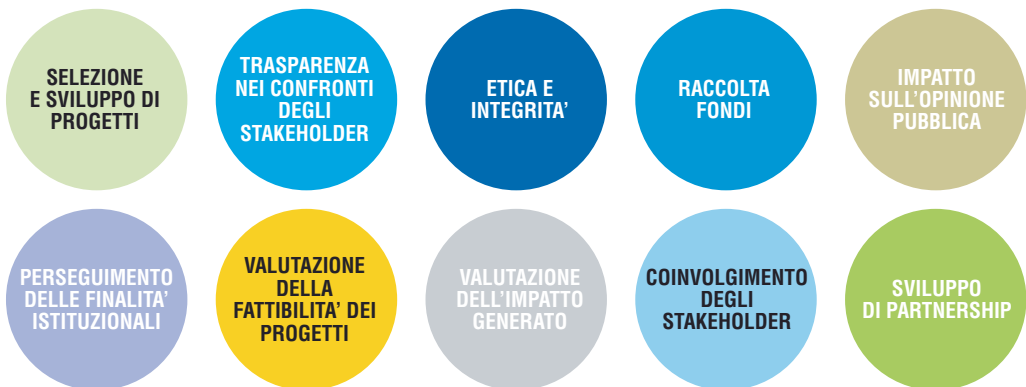 SELEZIONE
E SVILUPPO DI
PROGETTI
TRASPARENZA
NEI CONFRONTI
DEGLI
STAKEHOLDER
ETICA E
INTEGRITA'
RACCOLTA
FONDI
IMPATTO
SULL'OPINIONE
PUBBLICA
PERSEGUIMENTO
DELLE FINALITA'
ISTITUZIONALI
VALUTAZIONE
DELLA
FATTIBILITA' DEI
PROGETTI
VALUTAZIONE
DELL'IMPATTO
GENERATO
COINVOLGIMENTO
DEGLI
STAKEHOLDER
SVILUPPO
DI PARTNERSHIP